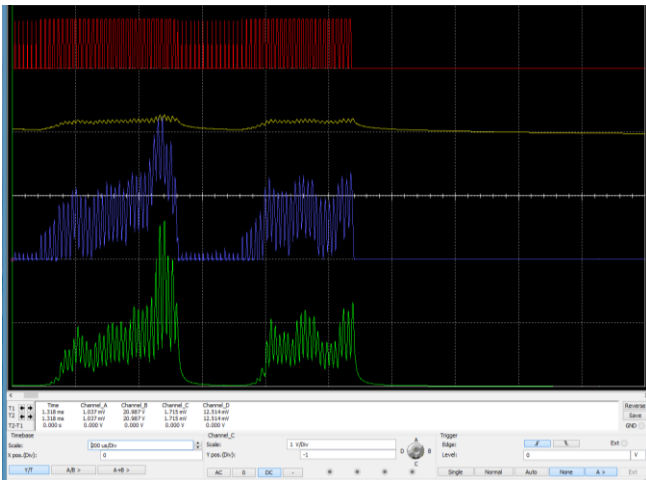 Time Channel_A Channel_B Channel_C Channel_D
T1 1.318 ms 1.037 mV 20.987 V 1.715 mV 12.514 mV
T2 1.318 ms 1.037 mV 20.987 V 1.715 mV 12.514 mV
T2-T1 0.000 s 0.000 V 0.000 V 0.000 V 0.000 V
Reverse
Save
GND
Timebase
Scale: 200 us/Div
X pos.(Div): 0
Y/T A/B > A+B >
Channel_C
Scale: 1 V/Div
Y pos.(Div): -1
AC 0 DC -
A
D B
C
Trigger
Edge: Ext
Level: 0 V
Single Normal Auto None A > Ext